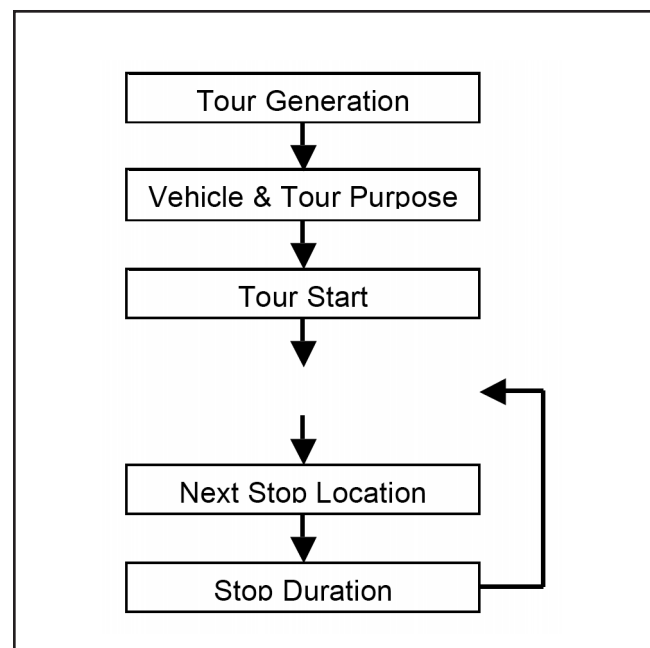 Tour Generation
Vehicle & Tour Purpose
Tour Start
Next Stop Location
Stop Duration